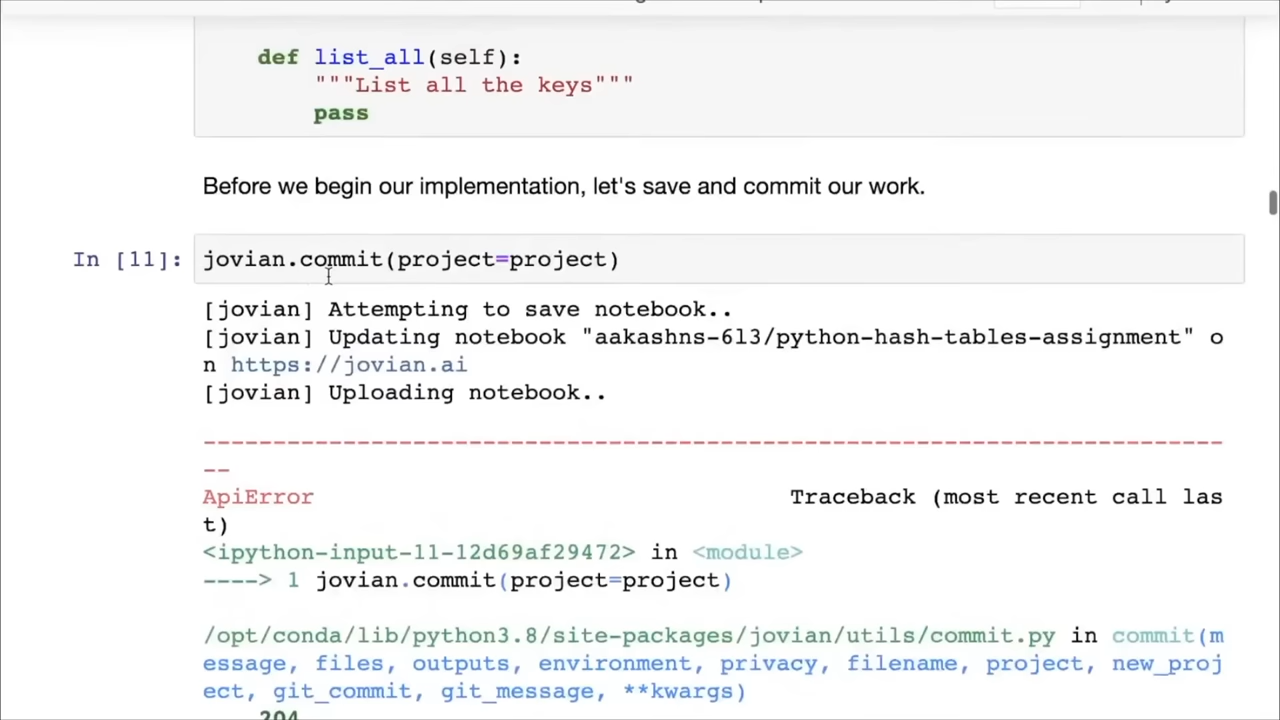 def list_all(self):
"""List all the keys"""
pass
Before we begin our implementation, let's save and commit our work.
In [11]: jovian.commit(project=project)
[jovian] Attempting to save notebook..
[jovian] Updating notebook "aakashns-6l3/python-hash-tables-assignment" o
n https://jovian.ai
[jovian] Uploading notebook..
---------------------------------------------------------------------------
--
ApiError Traceback (most recent call las
t)
<ipython-input-11-12d69af29472> in <module>
----> 1 jovian.commit(project=project)
/opt/conda/lib/python3.8/site-packages/jovian/utils/commit.py in commit(m
essage, files, outputs, environment, privacy, filename, project, new_proj
ect, git_commit, git_message, **kwargs)
204